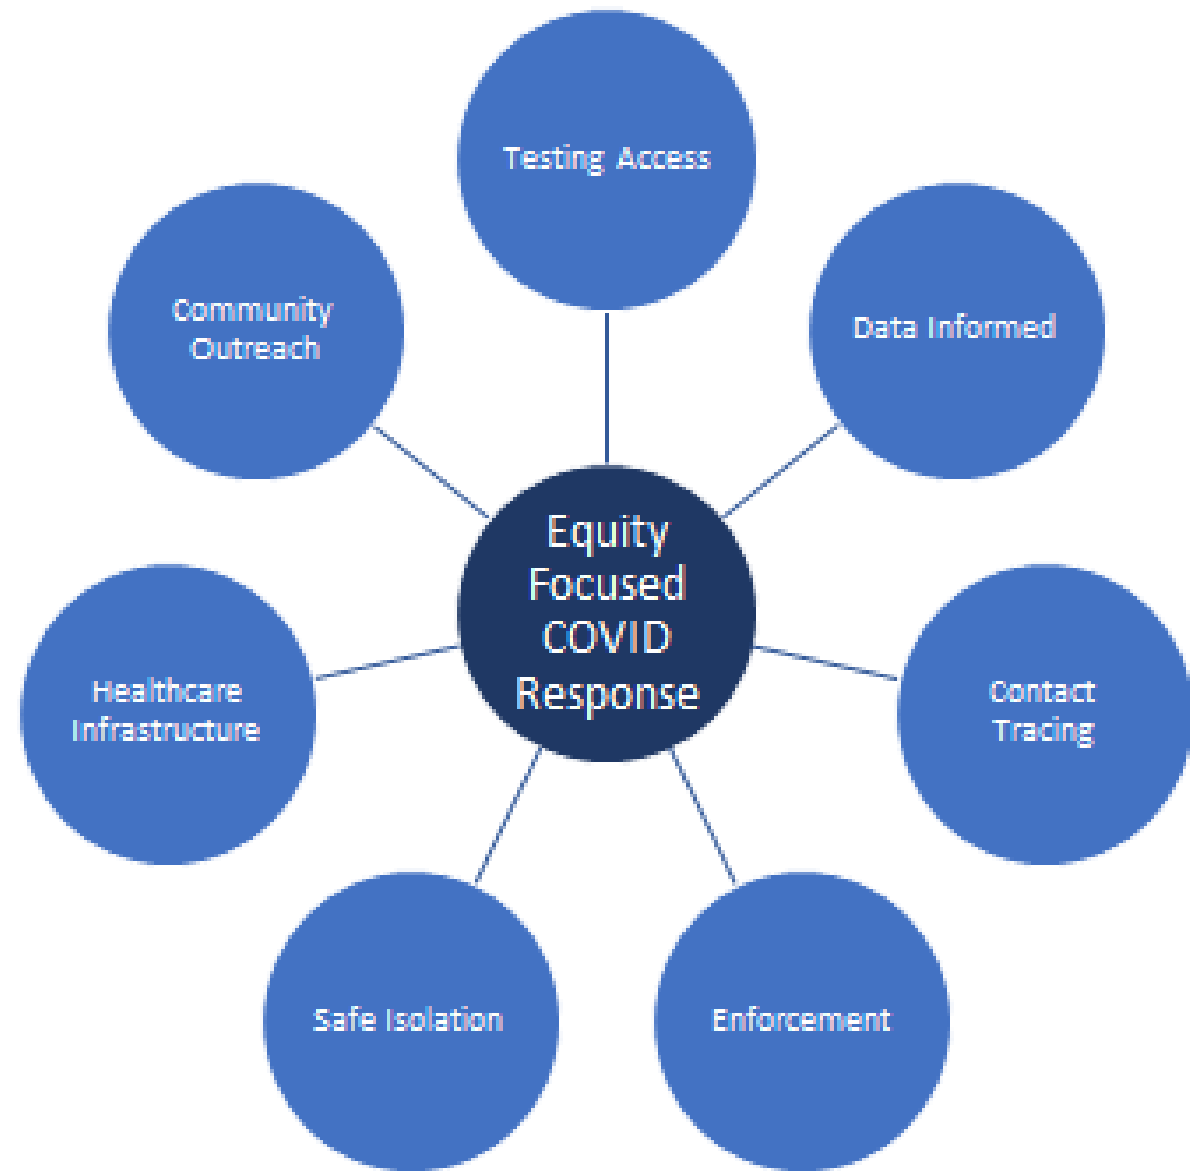 Testing Access
Data Informed
Contact
Tracing
Enforcement
Safe Isolation
Healthcare
Infrastructure
Community
Outreach
Equity
Focused
COVID
Response